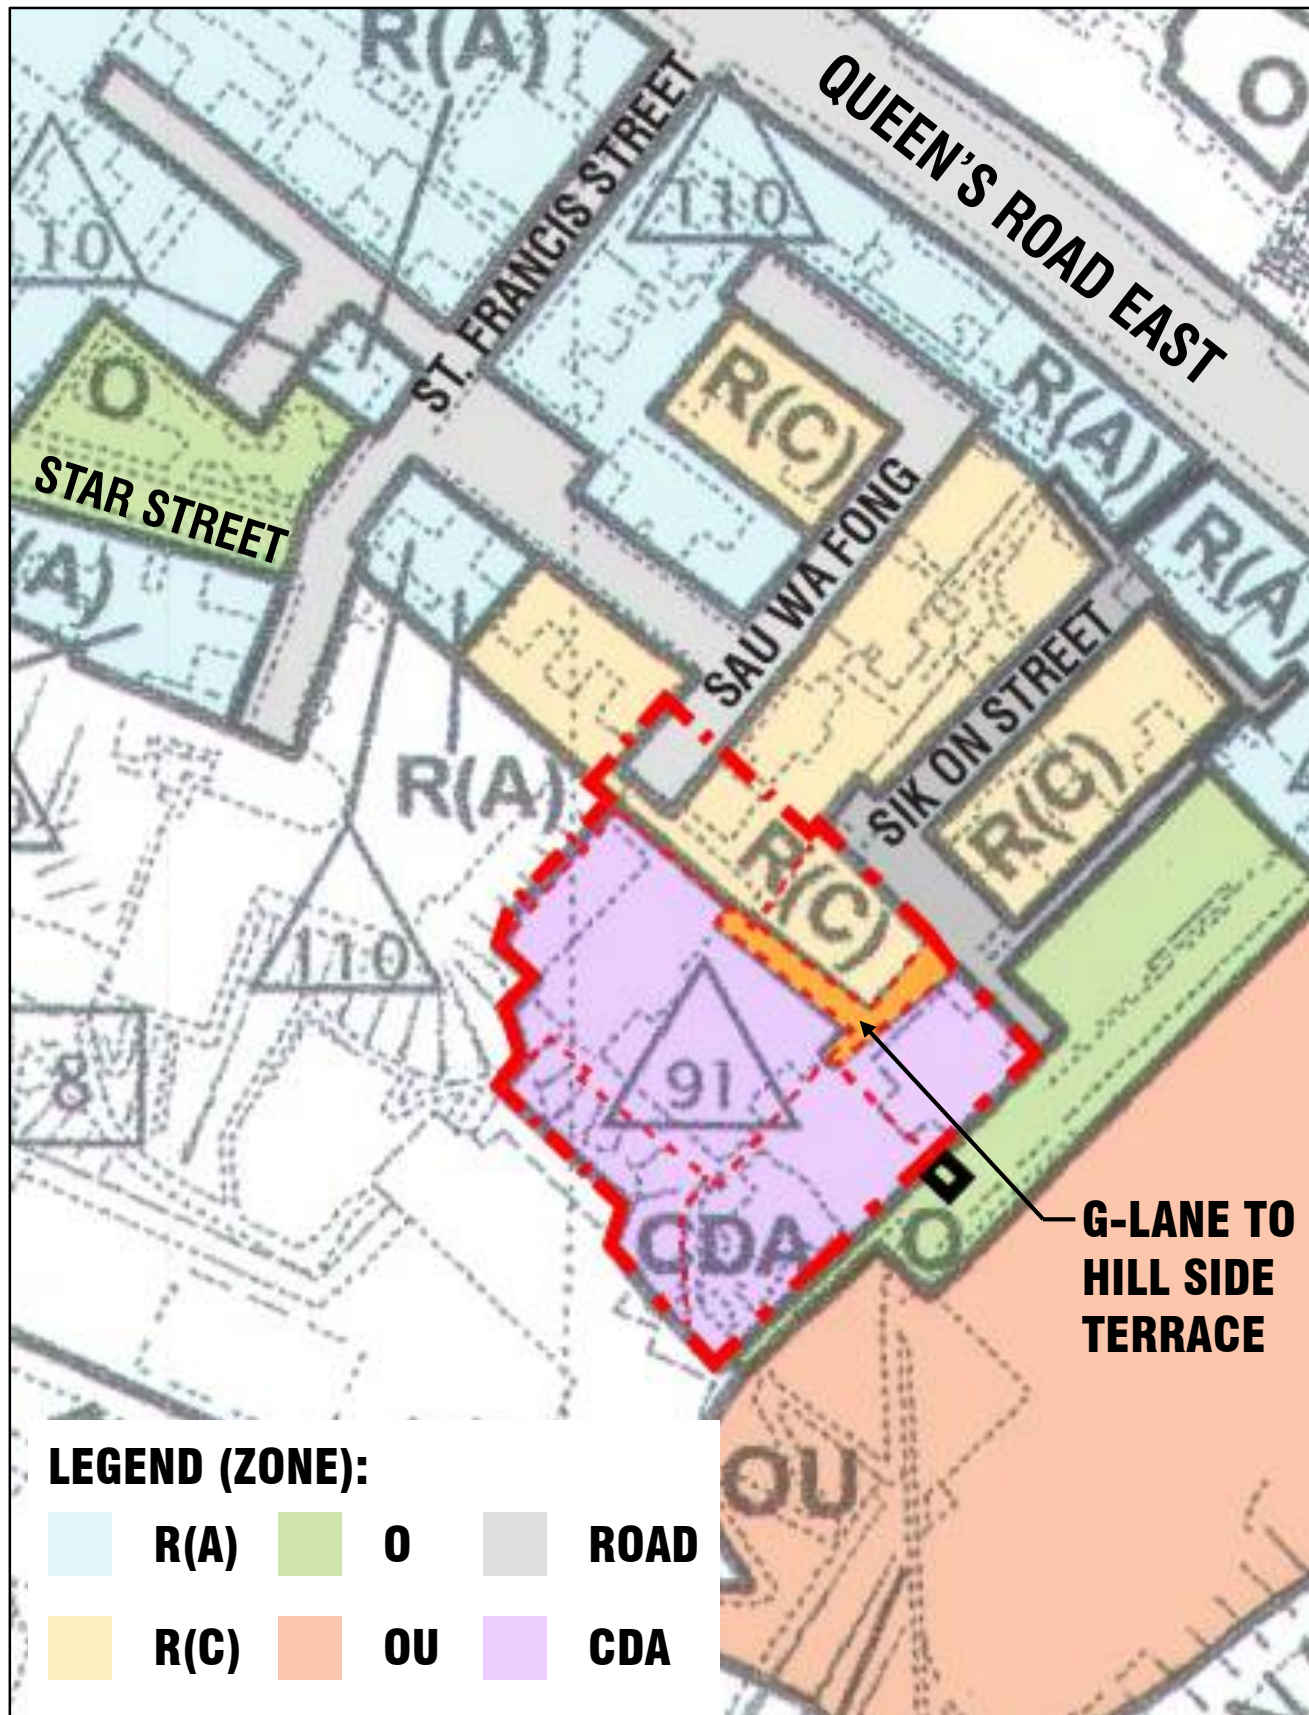 R(A)
O
QUEEN'S ROAD EAST
ST. FRANCIS STREET
110
10
R(C)
R(A)
O
STAR STREET
SAU WA FONG
R(A)
(A)
SIK ON STREET
R(A)
R(C)
R(C)
110
91
8
CDA
O
G-LANE TO
HILL SIDE
TERRACE
OU
LEGEND (ZONE):
R(A) O ROAD
R(C) OU CDA